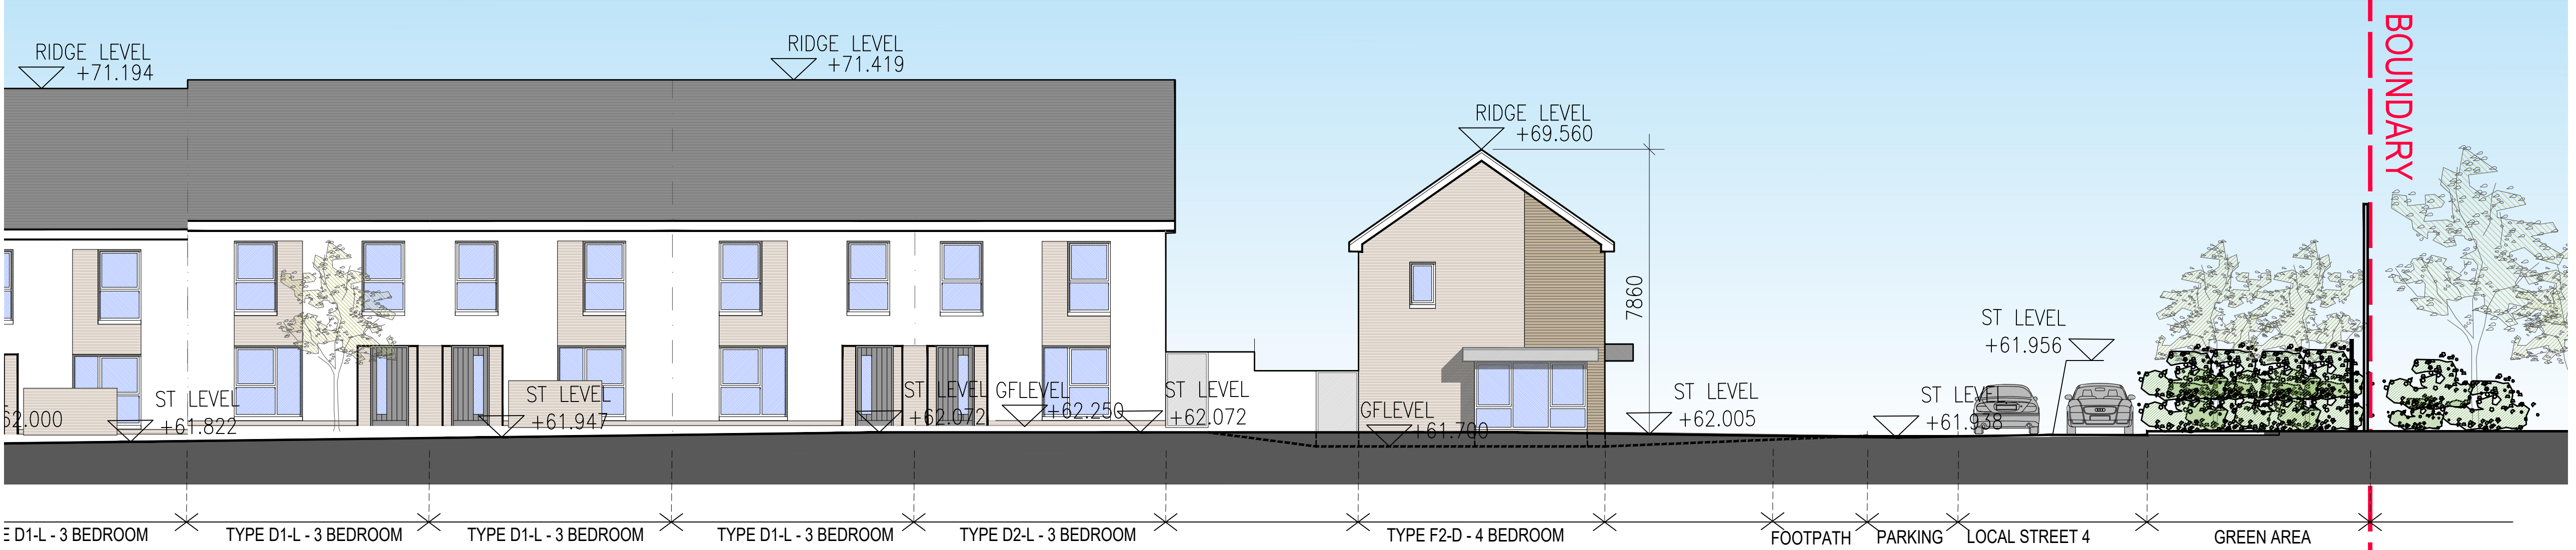 RIDGE LEVEL
+71.194
RIDGE LEVEL
+71.419
RIDGE LEVEL
+69.560
BOUNDARY
7860
ST LEVEL
+61.956
62.000
ST LEVEL
+61.822
ST LEVEL
+61.947
ST LEVEL
+62.072
GFLEVEL
+62.250
ST LEVEL
+62.072
GFLEVEL
+61.700
ST LEVEL
+62.005
ST LEVEL
+61.938
E D1-L - 3 BEDROOM
TYPE D1-L - 3 BEDROOM
TYPE D1-L - 3 BEDROOM
TYPE D1-L - 3 BEDROOM
TYPE D2-L - 3 BEDROOM
TYPE F2-D - 4 BEDROOM
FOOTPATH
PARKING
LOCAL STREET 4
GREEN AREA